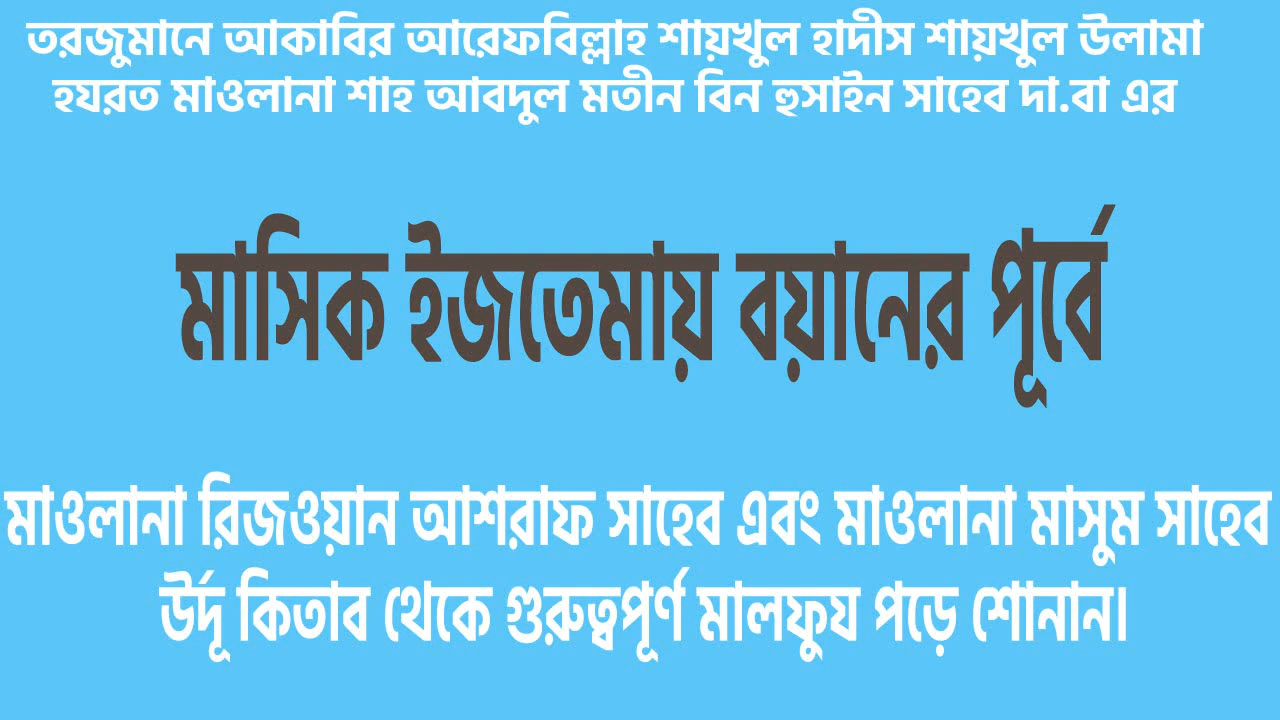 তরজুমানে আকাবির আরেফবিল্লাহ শায়খুল হাদীস শায়খুল উলামা
হযরত মাওলানা শাহ আবদুল মতীন বিন হুসাইন সাহেব দা.বা এর
মাসিক ইজতেমায় বয়ানের পূর্বে
মাওলানা রিজওয়ান আশরাফ সাহেব এবং মাওলানা মাসুম সাহেব
উর্দূ কিতাব থেকে গুরুত্বপূর্ণ মালফুয পড়ে শোনান।